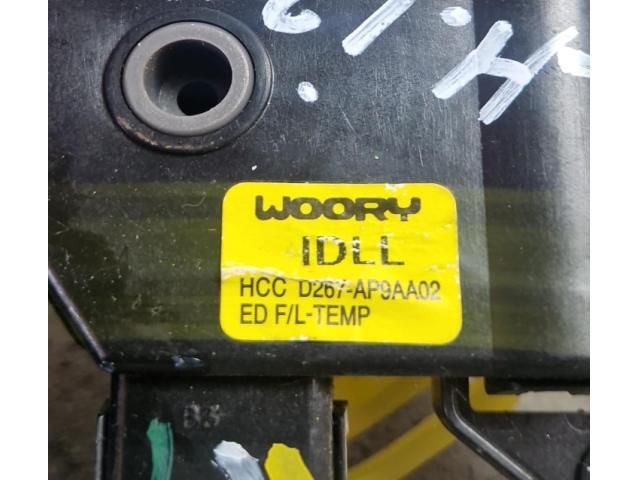 WOORY
IDLL
HCC D267-AP9AA02
ED F/L-TEMP